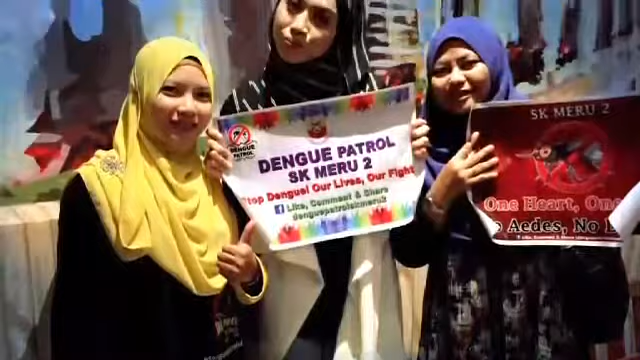 DENGUE
PATROL
DENGUE PATROL
SK MERU 2
Stop Dengue! Our Lives, Our Fight
Like, Comment & Share
SK MERU 2
One Heart, One
No Aedes, No